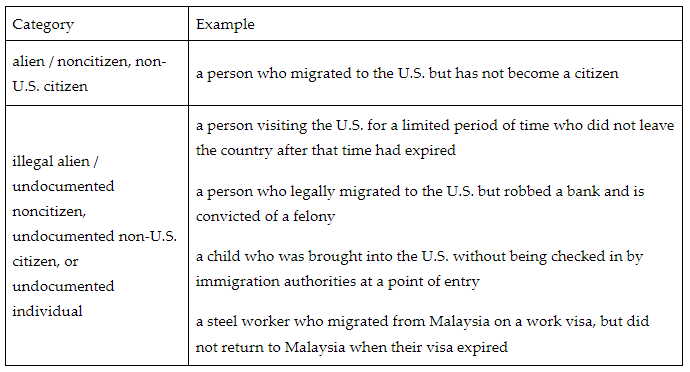 Category
Example
alien / noncitizen, non-
U.S. citizen
a person who migrated to the U.S. but has not become a citizen
illegal alien /
undocumented
noncitizen,
undocumented non-U.S.
citizen, or
undocumented
individual
a person visiting the U.S. for a limited period of time who did not leave
the country after that time had expired
a person who legally migrated to the U.S. but robbed a bank and is
convicted of a felony
a child who was brought into the U.S. without being checked in by
immigration authorities at a point of entry
a steel worker who migrated from Malaysia on a work visa, but did
not return to Malaysia when their visa expired